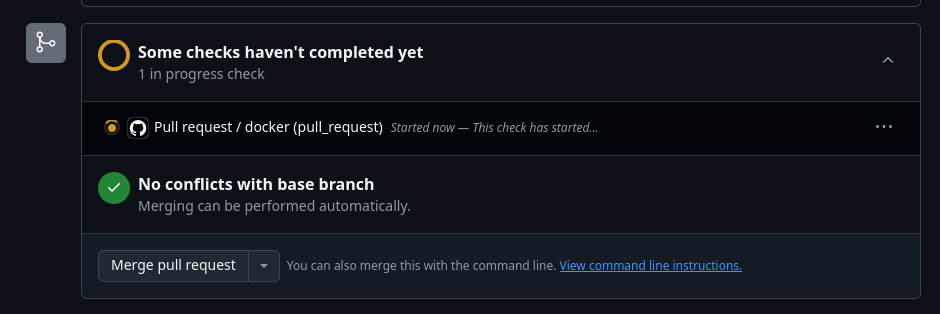 Some checks haven't completed yet
1 in progress check
Pull request / docker (pull_request) Started now — This check has started...
No conflicts with base branch
Merging can be performed automatically.
Merge pull request You can also merge this with the command line. View command line instructions.